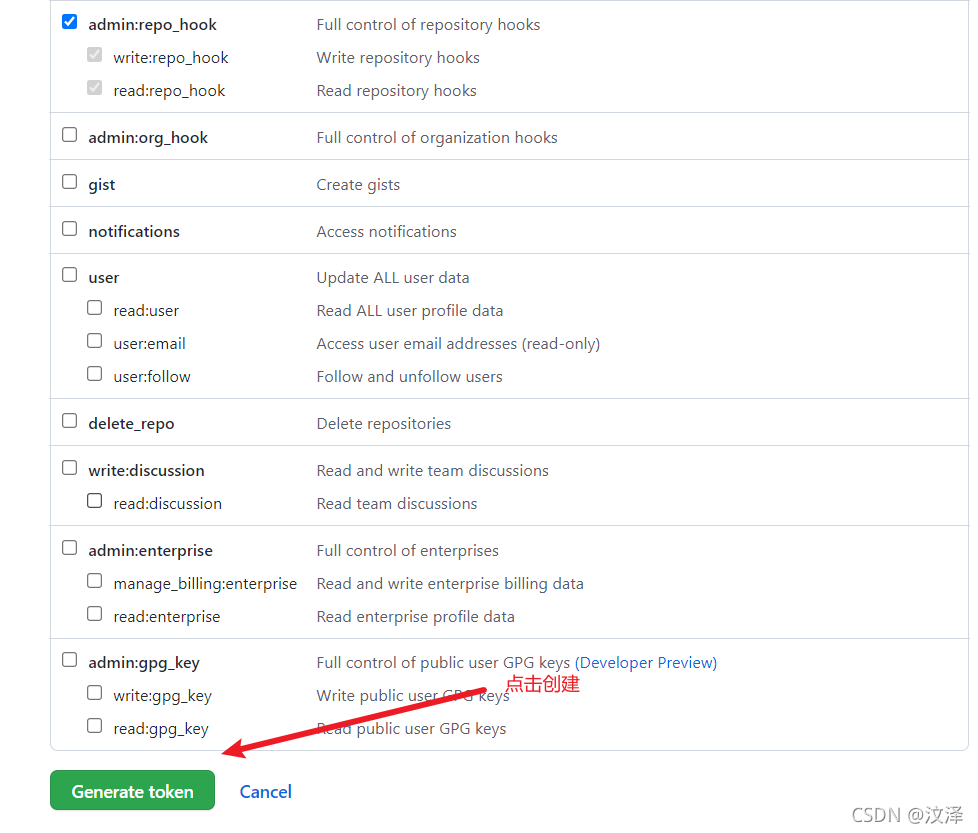 admin:repo_hook Full control of repository hooks
write:repo_hook Write repository hooks
read:repo_hook Read repository hooks
admin:org_hook Full control of organization hooks
gist Create gists
notifications Access notifications
user Update ALL user data
read:user Read ALL user profile data
user:email Access user email addresses (read-only)
user:follow Follow and unfollow users
delete_repo Delete repositories
write:discussion Read and write team discussions
read:discussion Read team discussions
admin:enterprise Full control of enterprises
manage_billing:enterprise Read and write enterprise billing data
read:enterprise Read enterprise profile data
admin:gpg_key Full control of public user GPG keys (Developer Preview)
点击创建
write:gpg_key Write public user GPG keys
read:gpg_key Read public user GPG keys
Generate token Cancel
CSDN @汶泽